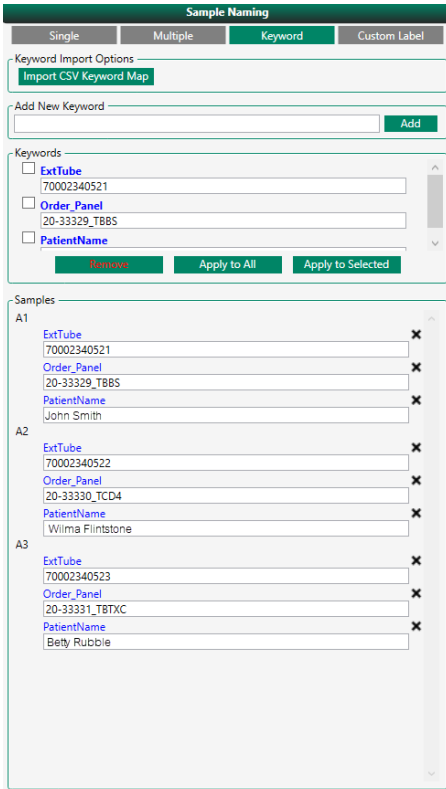 Sample Naming
Single Multiple Keyword Custom Label
Keyword Import Options
Import CSV Keyword Map
Add New Keyword
Add
Keywords
ExtTube
70002340521
Order_Panel
20-33329_TBBS
PatientName
Remove Apply to All Apply to Selected
Samples
A1
ExtTube
70002340521
Order_Panel
20-33329_TBBS
PatientName
John Smith
A2
ExtTube
70002340522
Order_Panel
20-33330_TCD4
PatientName
Wilma Flintstone
A3
ExtTube
70002340523
Order_Panel
20-33331_TBTXC
PatientName
Betty Rubble